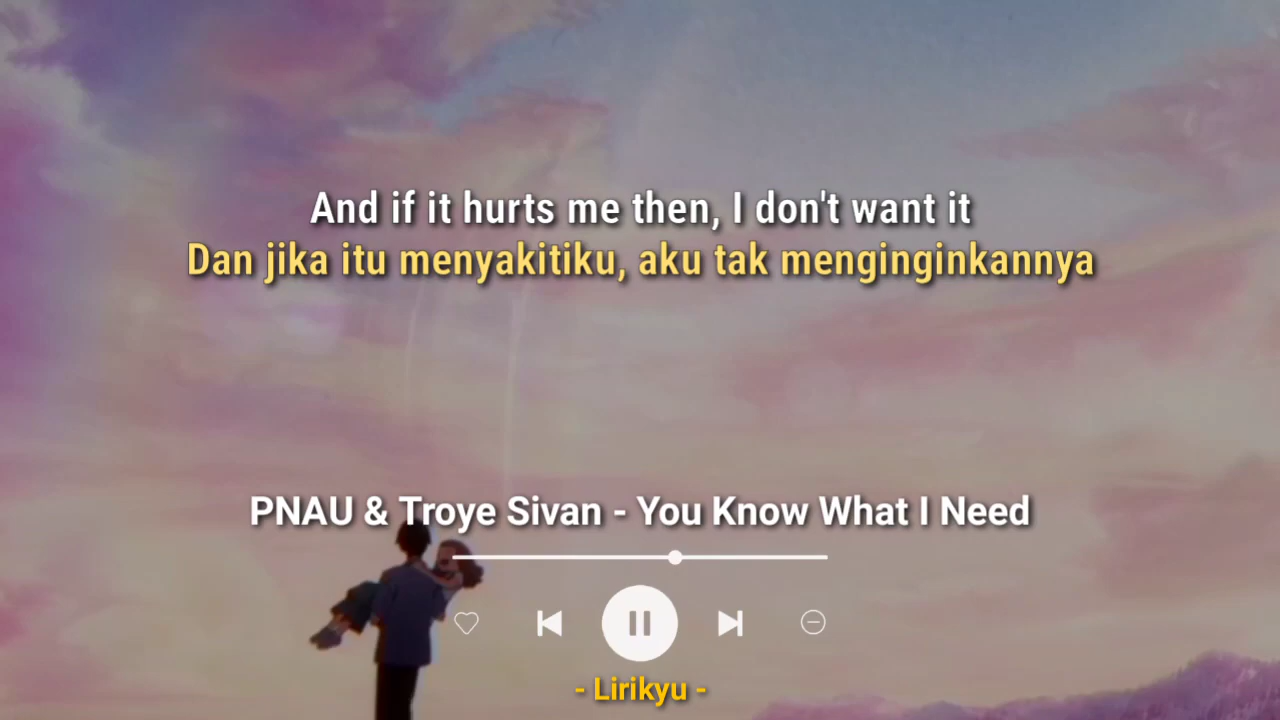 And if it hurts me then, I don't want it
Dan jika itu menyakitiku, aku tak menginginkannya
PNAU & Troye Sivan - You Know What I Need
- Lirikyu -